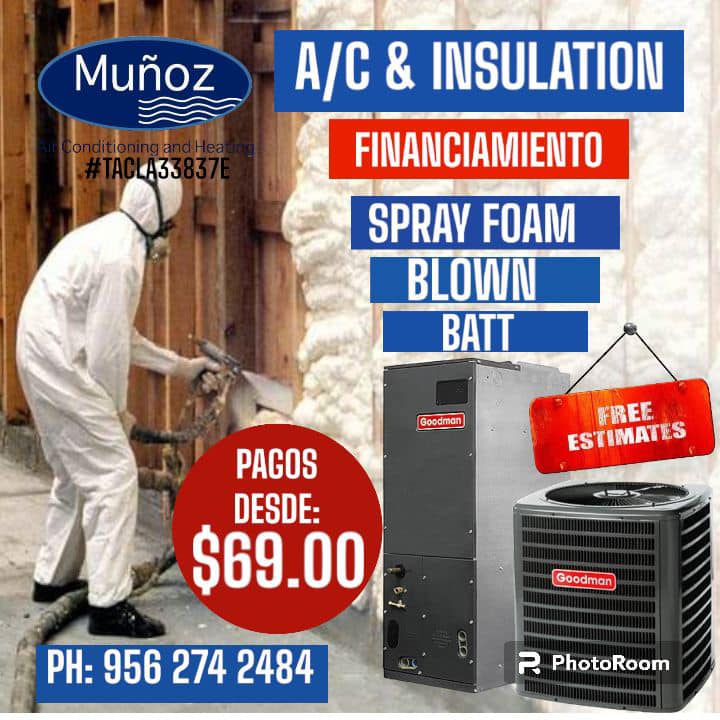 Muñoz
Air Conditioning and Heating
#TACLA33837E
A/C & INSULATION
FINANCIAMIENTO
SPRAY FOAM
BLOWN
BATT
Goodman
FREE
ESTIMATES
PAGOS
DESDE:
$69.00
Goodman
PH: 956 274 2484
PhotoRoom